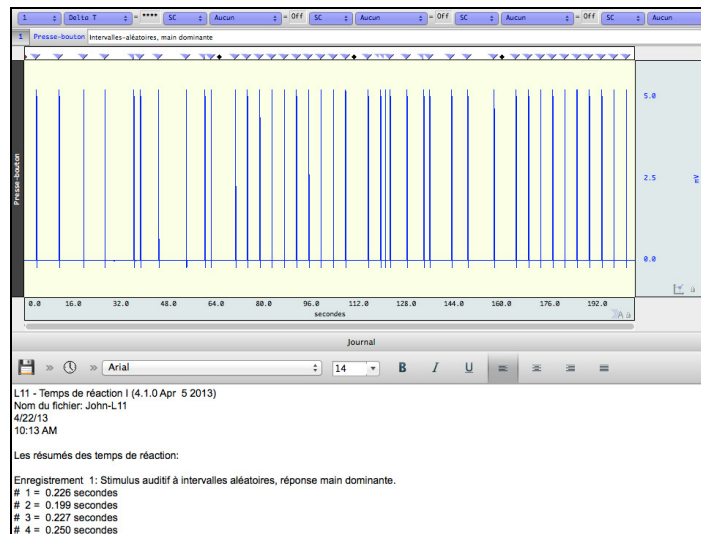 1 Delta T = **** SC Aucun = Off SC Aucun = Off SC Aucun = Off SC Aucun
1 Presse-bouton Intervalles-aléatoires, main dominante
Presse-bouton
5.0
2.5
mV
0.0
0.0 16.0 32.0 48.0 64.0 80.0 96.0 112.0 128.0 144.0 160.0 176.0 192.0
secondes
Journal
Arial 14 B I U
L11 - Temps de réaction I (4.1.0 Apr 5 2013)
Nom du fichier: John-L11
4/22/13
10:13 AM
Les résumés des temps de réaction:
Enregistrement 1: Stimulus auditif à intervalles aléatoires, réponse main dominante.
# 1 = 0.226 secondes
# 2 = 0.199 secondes
# 3 = 0.227 secondes
# 4 = 0.250 secondes